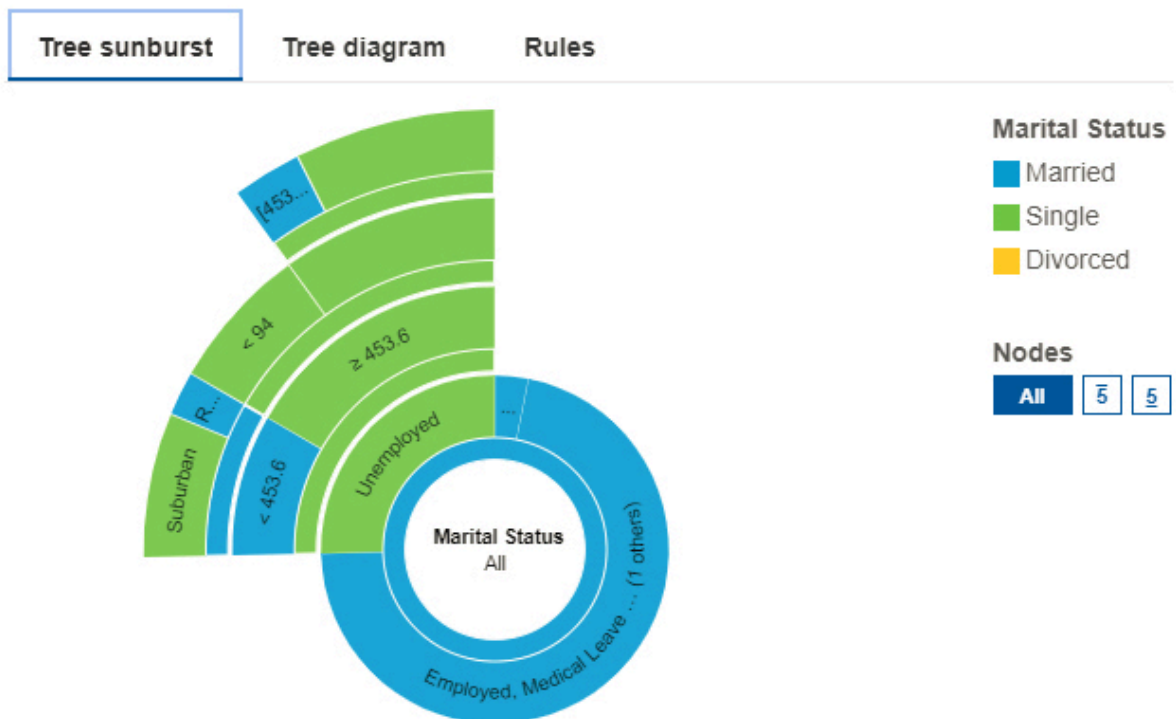 Tree sunburst
Tree diagram
Rules
Marital Status
Married
Single
Divorced
Nodes
All
5
5
[453...
< 94
≥ 453.6
R...
Suburban
< 453.6
Unemployed
...
Marital Status
All
Employed, Medical Leave ... (1 others)